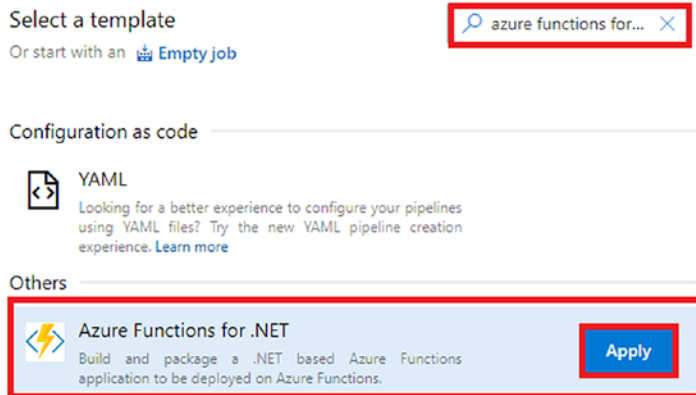 Select a template
azure functions for...
Or start with an Empty job
Configuration as code
YAML
Looking for a better experience to configure your pipelines
using YAML files? Try the new YAML pipeline creation
experience. Learn more
Others
Azure Functions for .NET
Build and package a .NET based Azure Functions
application to be deployed on Azure Functions.
Apply